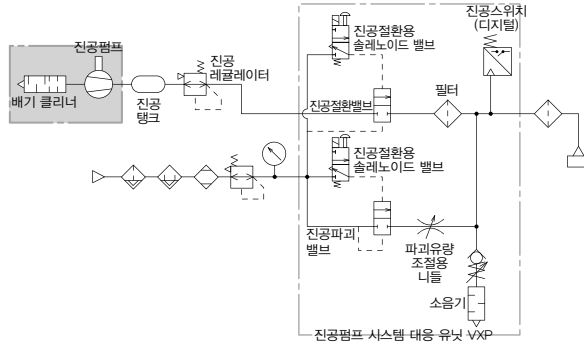 진공스위치
(디지털)
진공절환용
솔레노이드 밸브
진공펌프
진공
레귤레이터
배기 클리너
진공
탱크
진공절환밸브
필터
진공절환용
솔레노이드 밸브
진공파괴
밸브
파괴유량
조절용
니들
소음기
진공펌프 시스템 대응 유닛 VXP